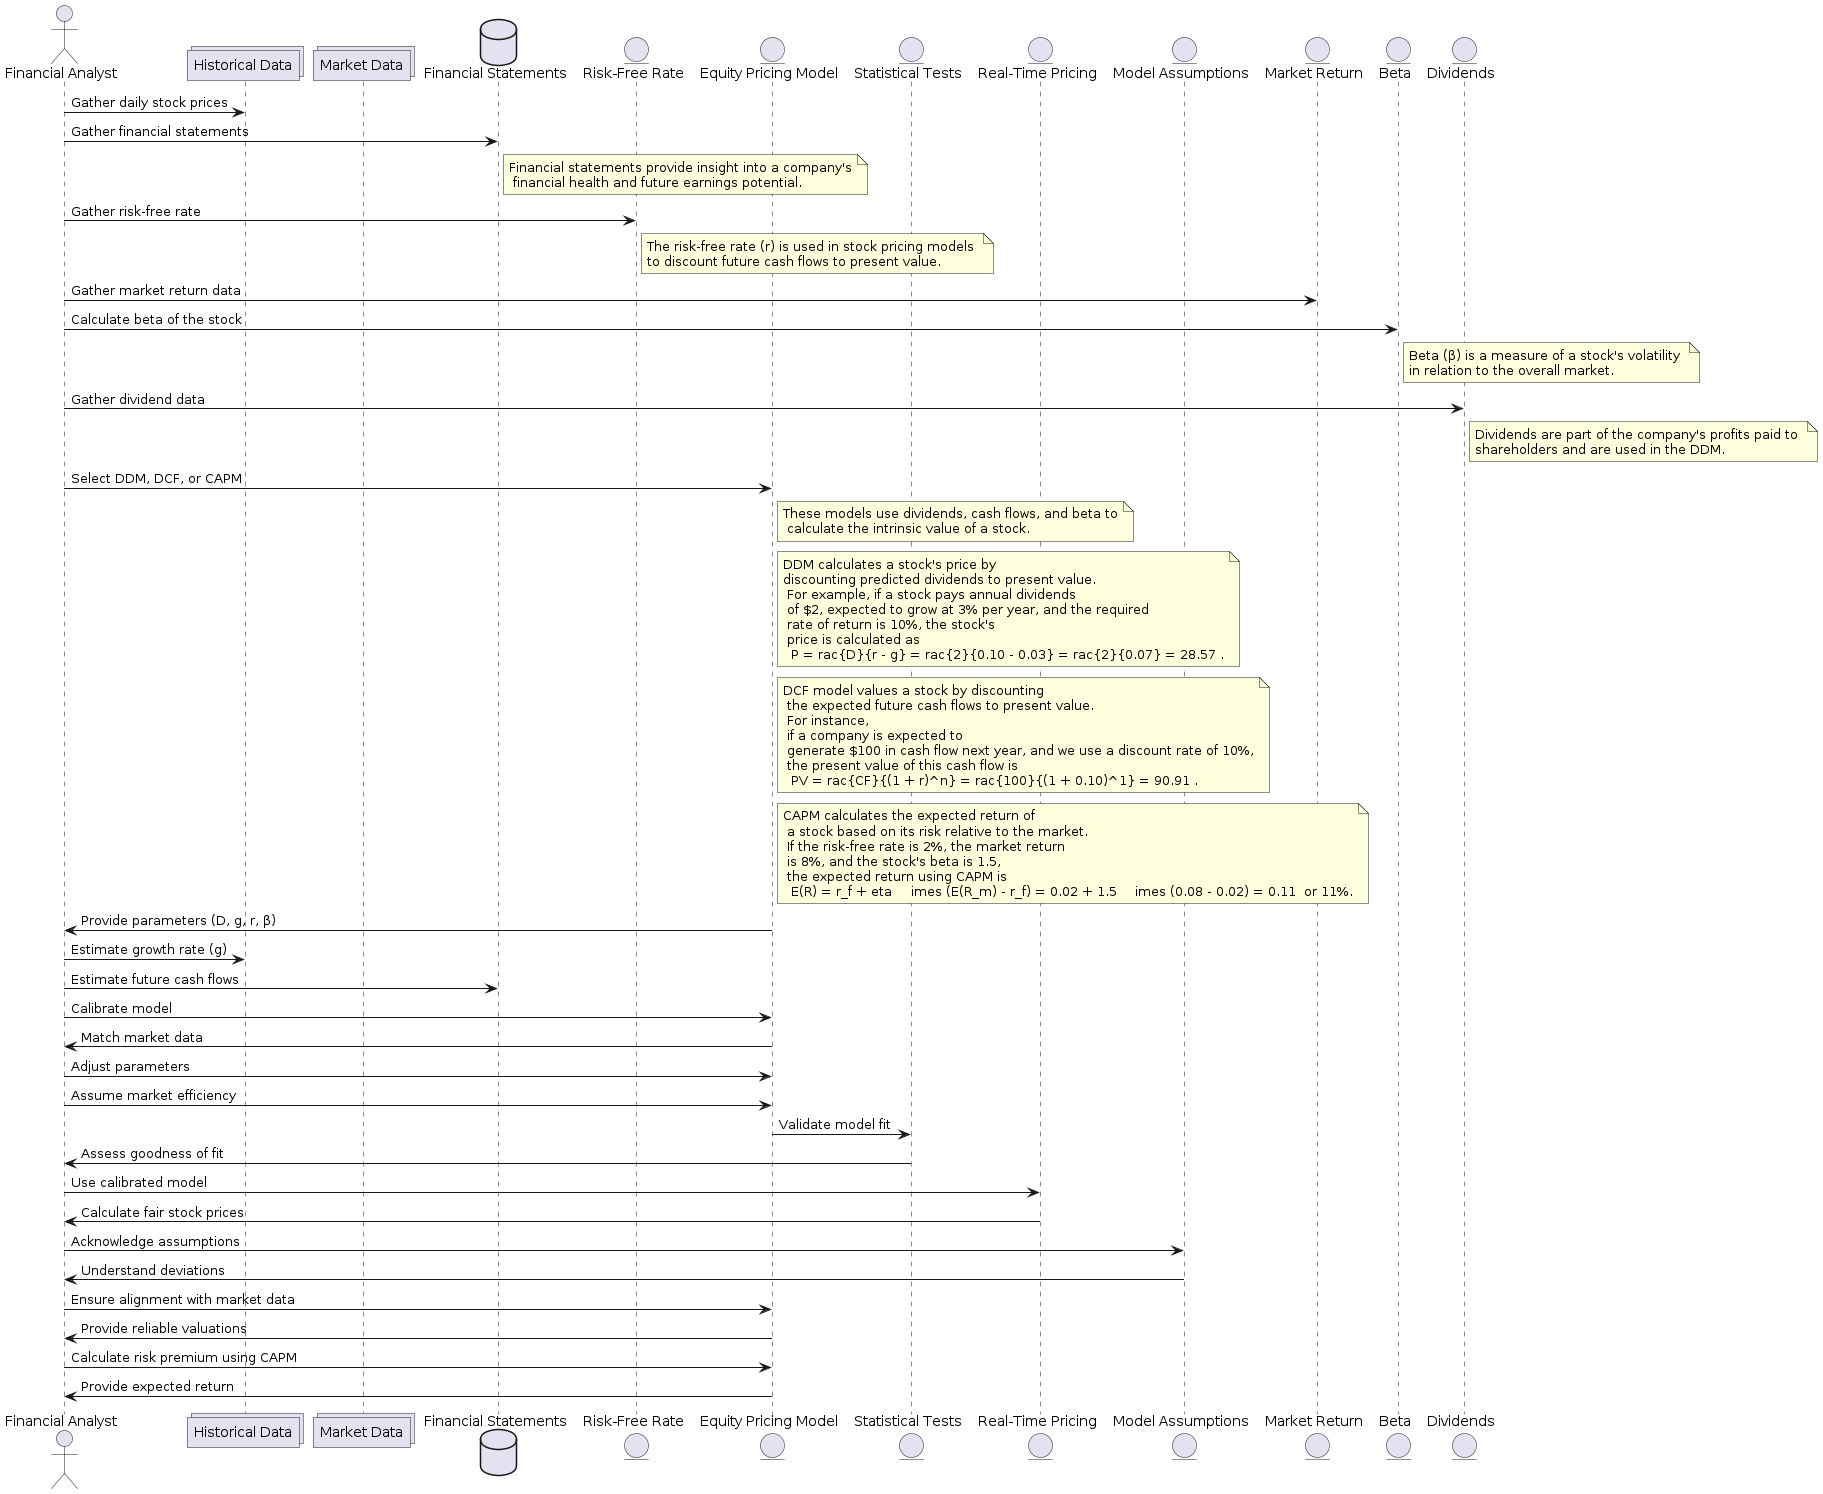 Financial Analyst
Historical Data
Market Data
Financial Statements
Risk-Free Rate
Equity Pricing Model
Statistical Tests
Real-Time Pricing
Model Assumptions
Market Return
Beta
Dividends
Gather daily stock prices
Gather financial statements
Financial statements provide insight into a company's
financial health and future earnings potential.
Gather risk-free rate
The risk-free rate (r) is used in stock pricing models
to discount future cash flows to present value.
Gather market return data
Calculate beta of the stock
Beta (β) is a measure of a stock's volatility
in relation to the overall market.
Gather dividend data
Dividends are part of the company's profits paid to
shareholders and are used in the DDM.
Select DDM, DCF, or CAPM
These models use dividends, cash flows, and beta to
calculate the intrinsic value of a stock.
DDM calculates a stock's price by
discounting predicted dividends to present value.
For example, if a stock pays annual dividends
of $2, expected to grow at 3% per year, and the required
rate of return is 10%, the stock's
price is calculated as
P = rac{D}{r - g} = rac{2}{0.10 - 0.03} = rac{2}{0.07} = 28.57 .
DCF model values a stock by discounting
the expected future cash flows to present value.
For instance,
if a company is expected to
generate $100 in cash flow next year, and we use a discount rate of 10%,
the present value of this cash flow is
PV = rac{CF}{(1 + r)^n} = rac{100}{(1 + 0.10)^1} = 90.91 .
CAPM calculates the expected return of
a stock based on its risk relative to the market.
If the risk-free rate is 2%, the market return
is 8%, and the stock's beta is 1.5,
the expected return using CAPM is
E(R) = r_f + eta imes (E(R_m) - r_f) = 0.02 + 1.5 imes (0.08 - 0.02) = 0.11 or 11%.
Provide parameters (D, g, r, β)
Estimate growth rate (g)
Estimate future cash flows
Calibrate model
Match market data
Adjust parameters
Assume market efficiency
Validate model fit
Assess goodness of fit
Use calibrated model
Calculate fair stock prices
Acknowledge assumptions
Understand deviations
Ensure alignment with market data
Provide reliable valuations
Calculate risk premium using CAPM
Provide expected return
Financial Analyst
Historical Data
Market Data
Financial Statements
Risk-Free Rate
Equity Pricing Model
Statistical Tests
Real-Time Pricing
Model Assumptions
Market Return
Beta
Dividends